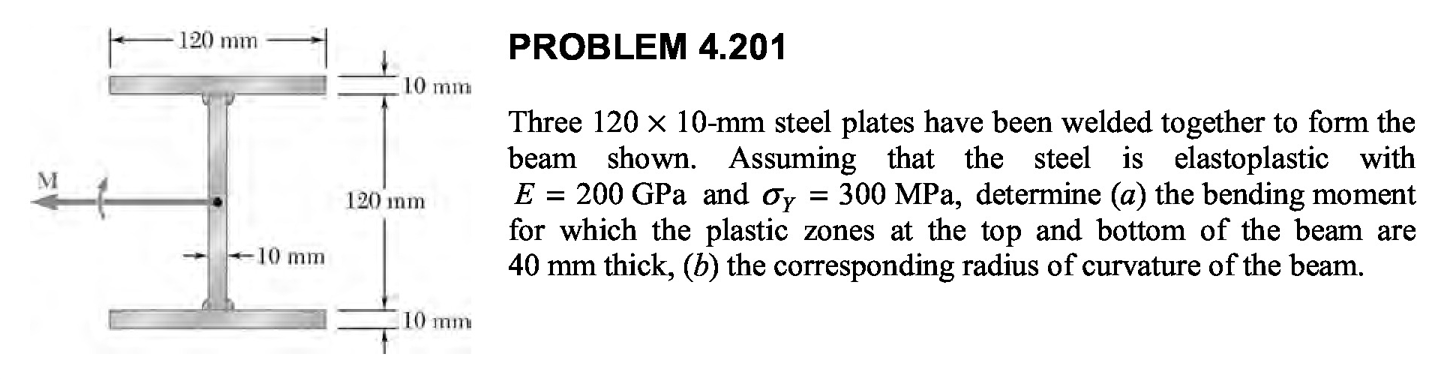 120 mm
10 mm
M
120 mm
10 mm
10 mm
PROBLEM 4.201
Three 120 × 10-mm steel plates have been welded together to form the
beam shown. Assuming that the steel is elastoplastic with
E = 200 GPa and σY = 300 MPa, determine (a) the bending moment
for which the plastic zones at the top and bottom of the beam are
40 mm thick, (b) the corresponding radius of curvature of the beam.